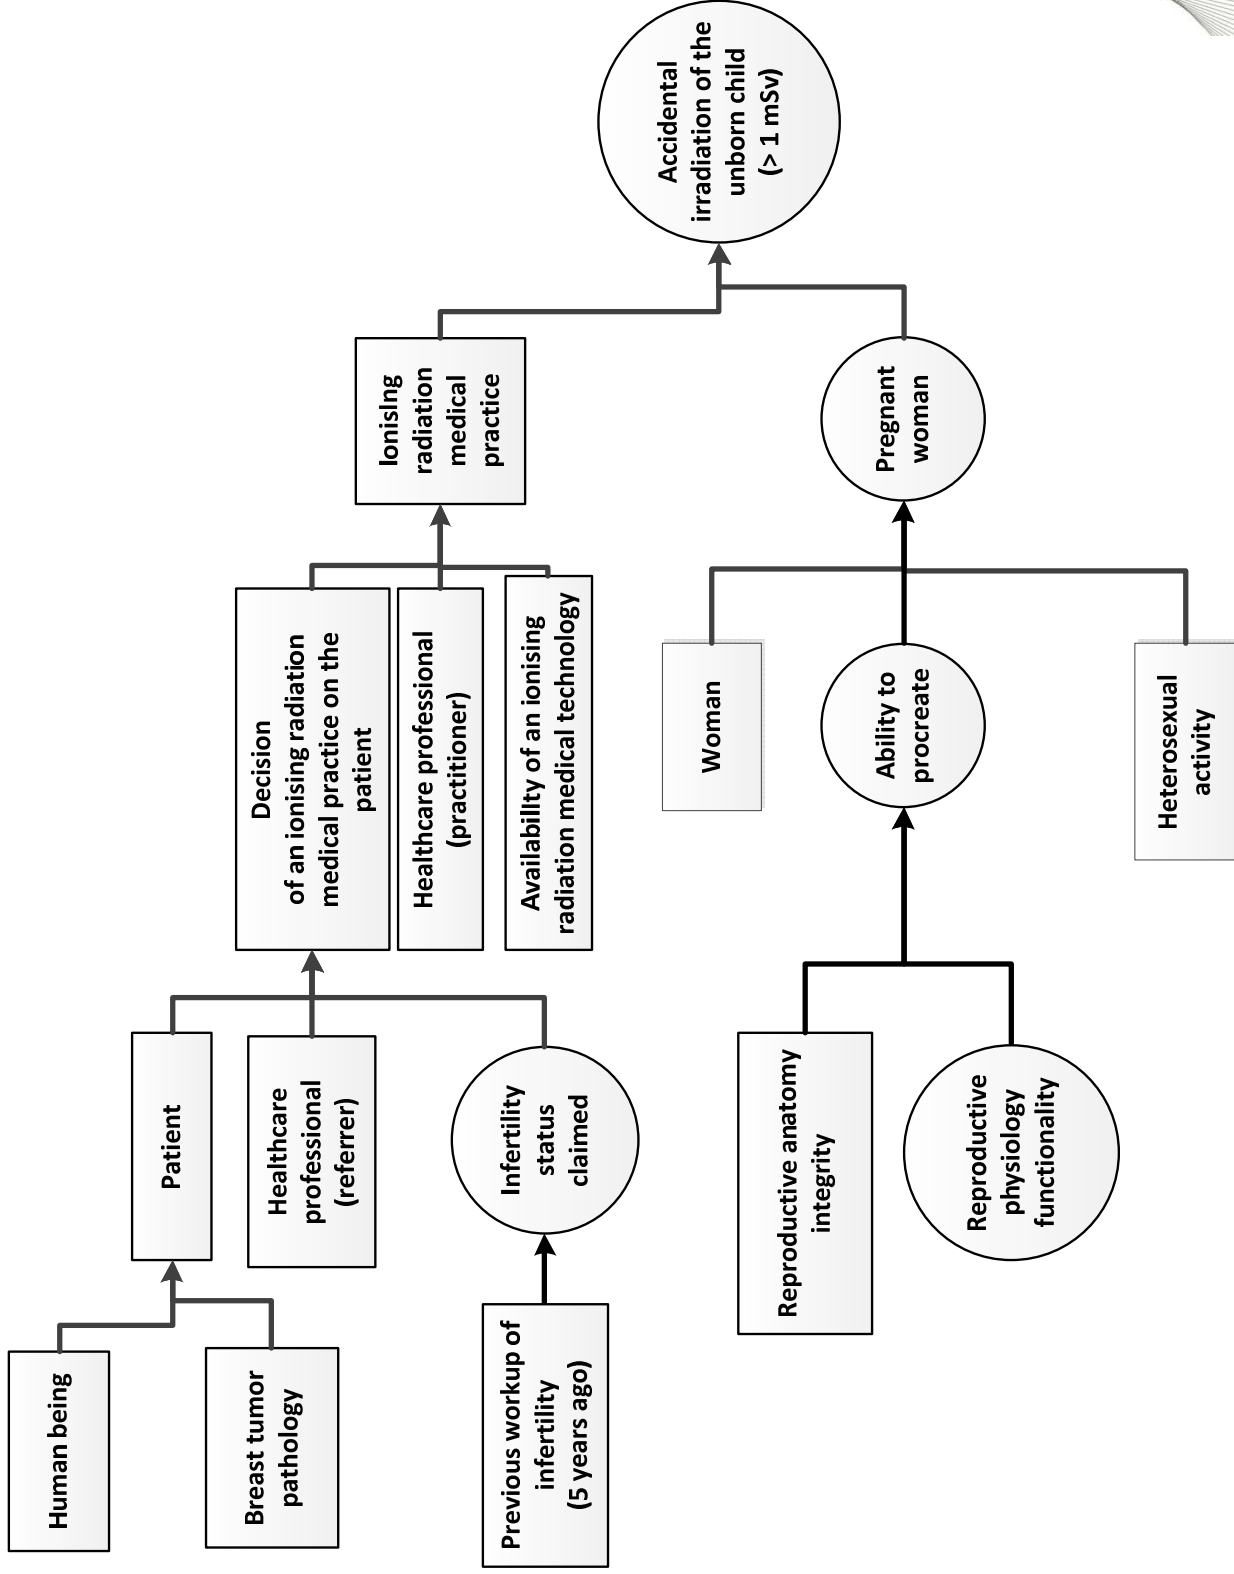 Human being
Breast tumor
pathology
Previous workup of
infertility
(5 years ago)
Patient
Healthcare
professional
(referrer)
Infertility
status
claimed
Reproductive anatomy
integrity
Reproductive
physiology
functionality
Decision
of an ionising radiation
medical practice on the
patient
Healthcare professional
(practitioner)
Availability of an ionising
radiation medical technology
Woman
Ability to
procreate
Heterosexual
activity
IonisIng
radiation
medical
practice
Pregnant
woman
Accidental
irradiation of the
unborn child
(> 1 mSv)